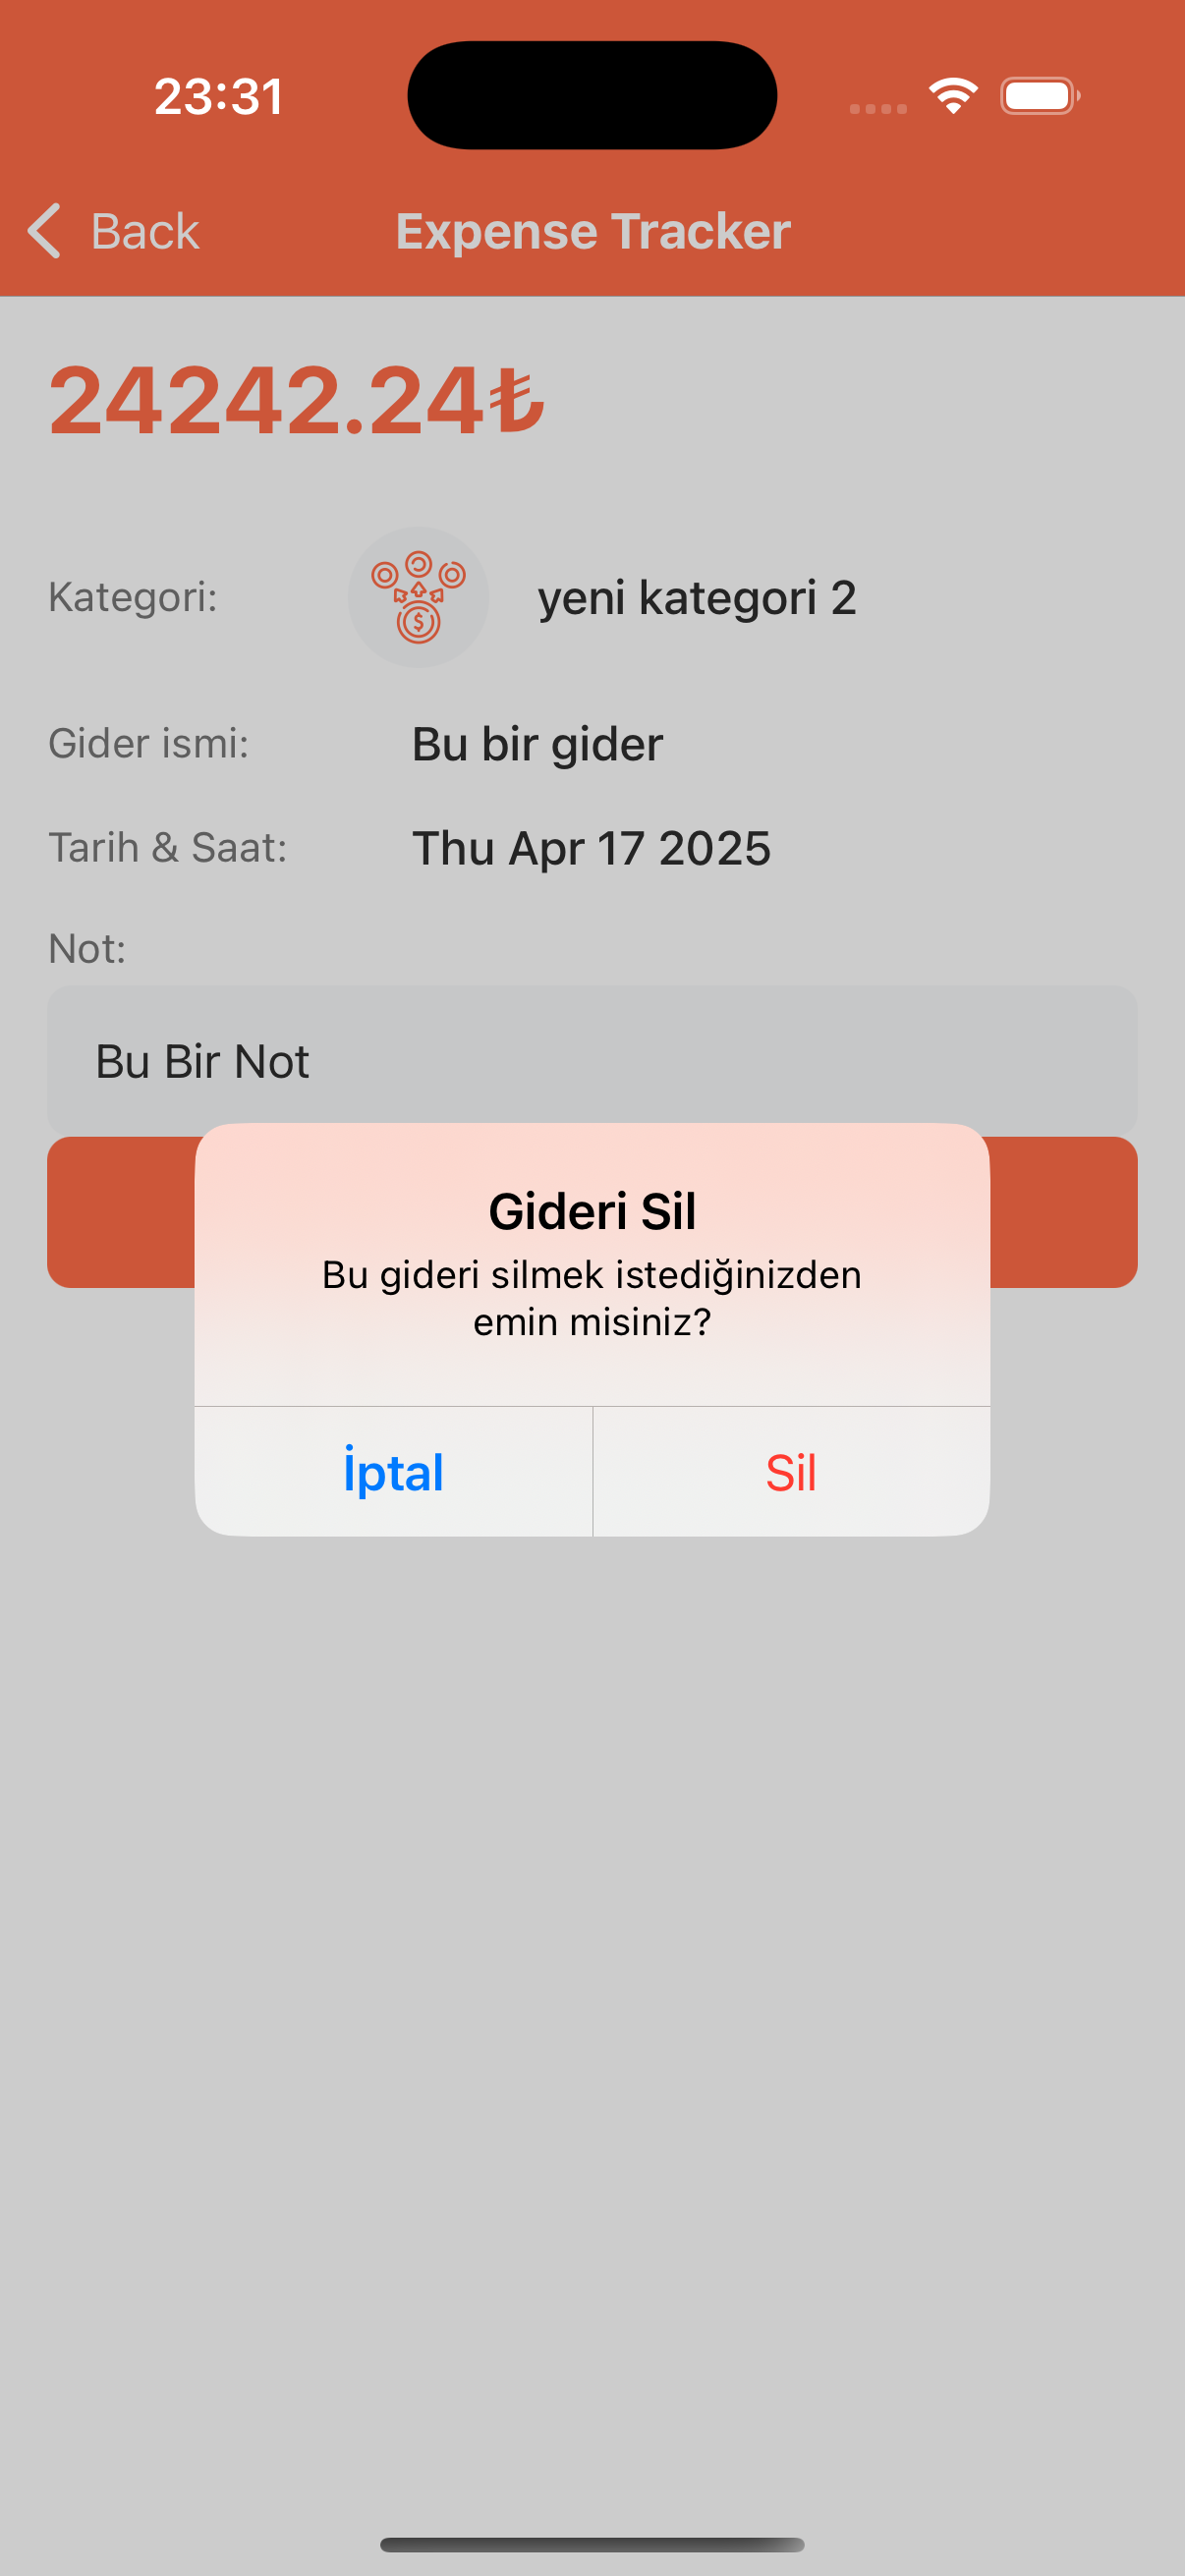 23:31
Back
Expense Tracker
24242.24₺
Kategori:
yeni kategori 2
Gider ismi:
Bu bir gider
Tarih & Saat:
Thu Apr 17 2025
Not:
Bu Bir Not
Gideri Sil
Bu gideri silmek istediğinizden
emin misiniz?
İptal
Sil